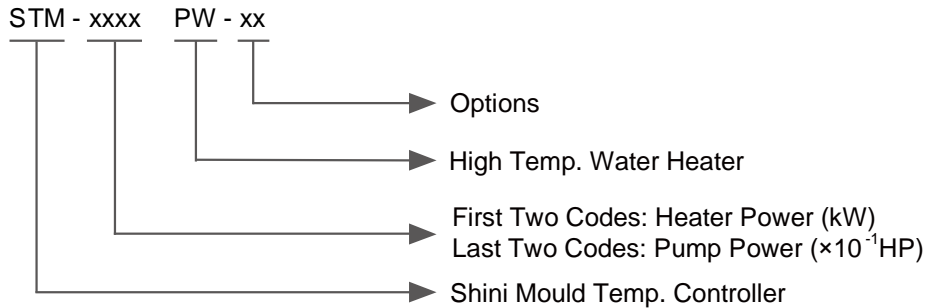 STM - xxxx PW - xx
Options
High Temp. Water Heater
First Two Codes: Heater Power (kW)
Last Two Codes: Pump Power (×10⁻¹HP)
Shini Mould Temp. Controller